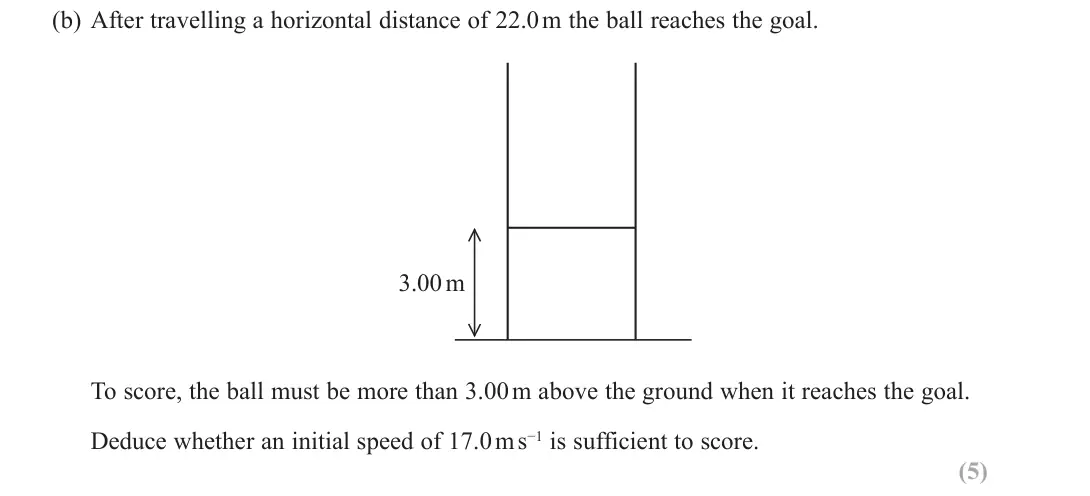 (b) After travelling a horizontal distance of 22.0 m the ball reaches the goal.
3.00 m
To score, the ball must be more than 3.00 m above the ground when it reaches the goal.
Deduce whether an initial speed of 17.0 m s⁻¹ is sufficient to score.
(5)